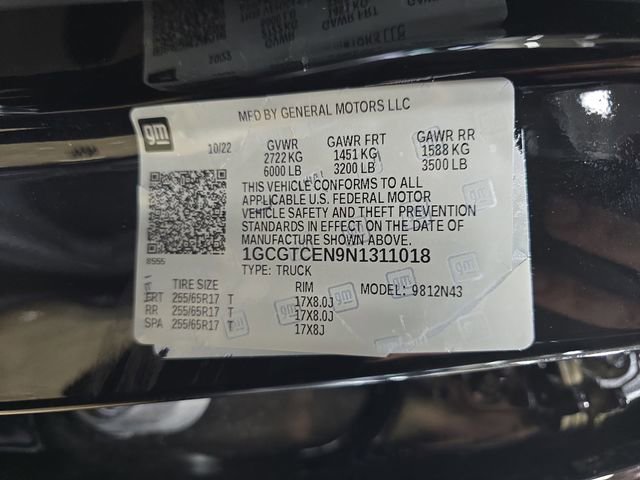 MFD BY GENERAL MOTORS LLC
gm
10/22
GVWR GAWR FRT GAWR RR
2722 KG 1451 KG 1588 KG
6000 LB 3200 LB 3500 LB
THIS VEHICLE CONFORMS TO ALL
APPLICABLE U.S. FEDERAL MOTOR
VEHICLE SAFETY AND THEFT PREVENTION
STANDARDS IN EFFECT ON THE DATE OF
MANUFACTURE SHOWN ABOVE.
8555
1GCGTCEN9N1311018
TYPE: TRUCK
TIRE SIZE RIM MODEL: 9812N43
FRT 255/65R17 T 17X8.0J
RR 255/65R17 T 17X8.0J
SPA 255/65R17 T 17X8J